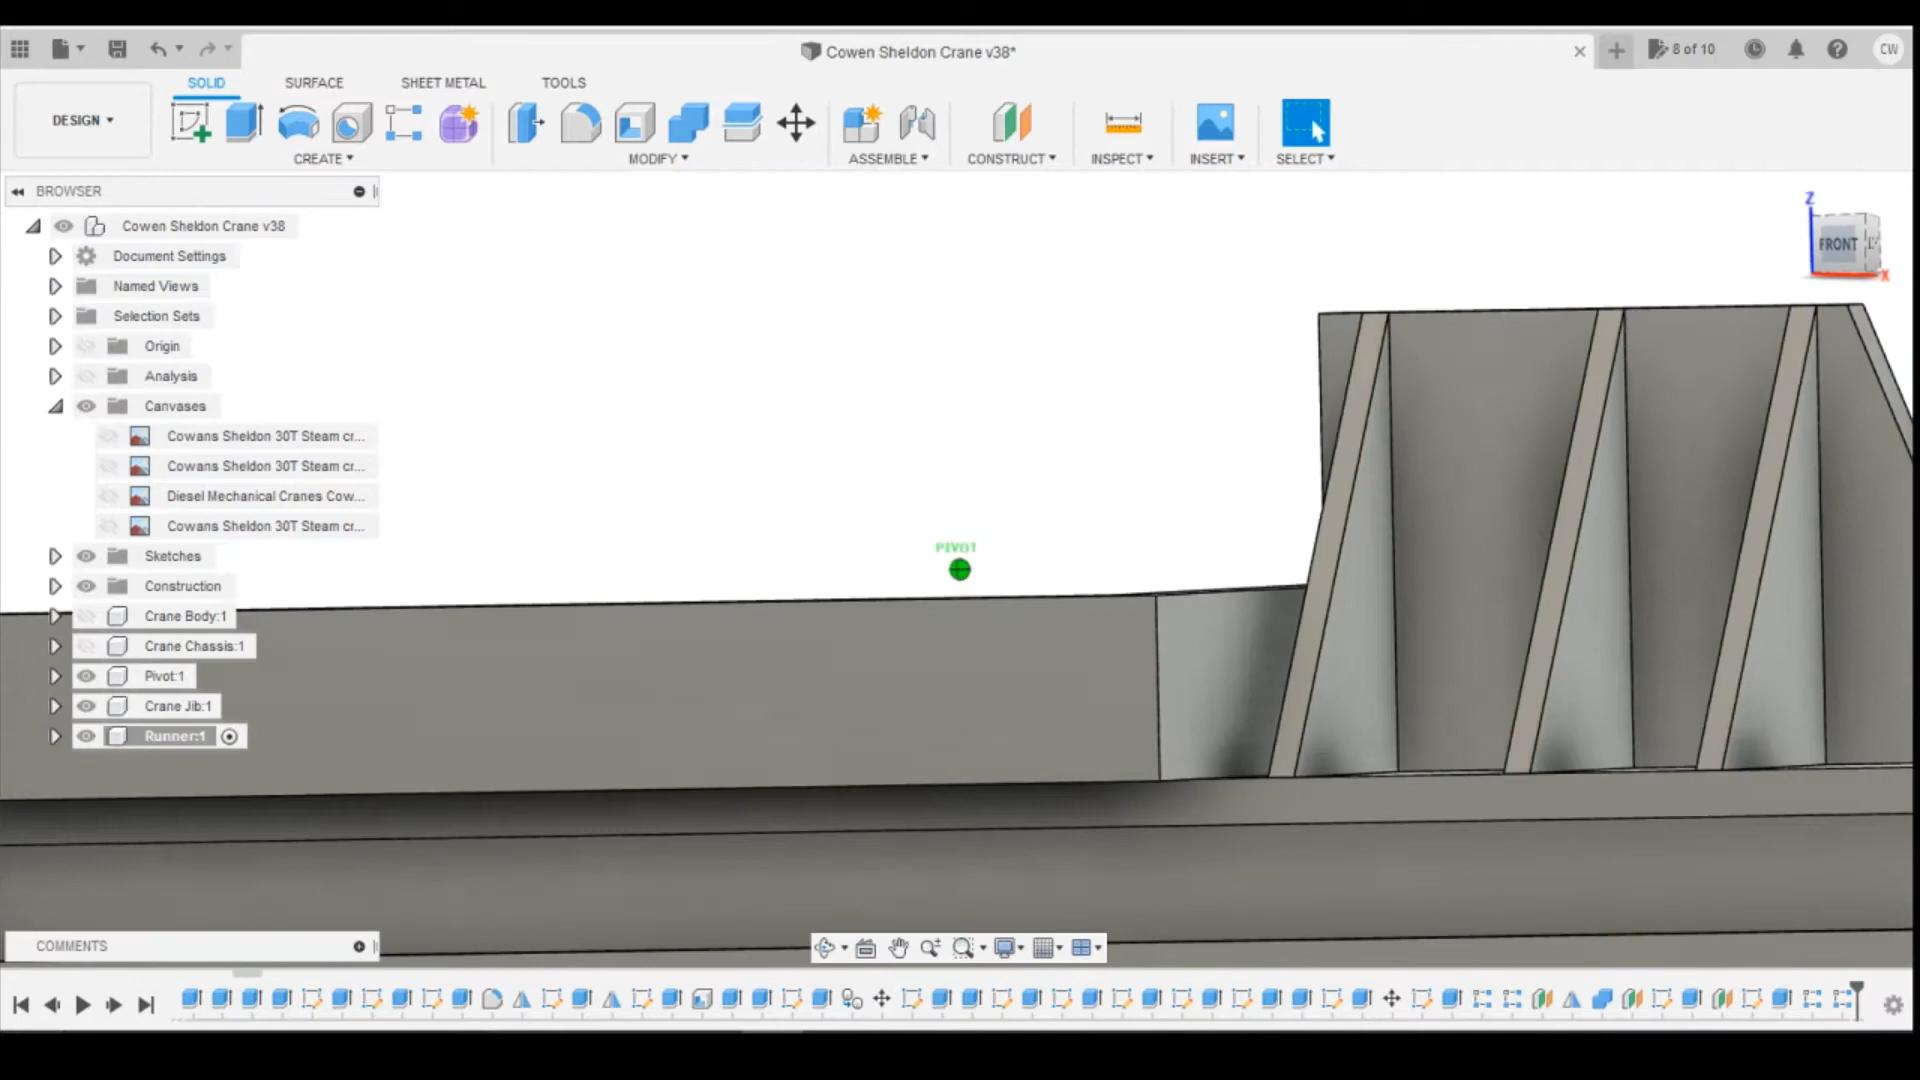 Cowen Sheldon Crane v38*
8 of 10
CW
SOLID
SURFACE
SHEET METAL
TOOLS
DESIGN
CREATE
MODIFY
ASSEMBLE
CONSTRUCT
INSPECT
INSERT
SELECT
BROWSER
Cowen Sheldon Crane v38
Document Settings
Named Views
Selection Sets
Origin
Analysis
Canvases
Cowans Sheldon 30T Steam cr...
Cowans Sheldon 30T Steam cr...
Diesel Mechanical Cranes Cow...
Cowans Sheldon 30T Steam cr...
Sketches
Construction
Crane Body:1
Crane Chassis:1
Pivot:1
Crane Jib:1
Runner:1
Z
FRONT
X
PIVOT
COMMENTS